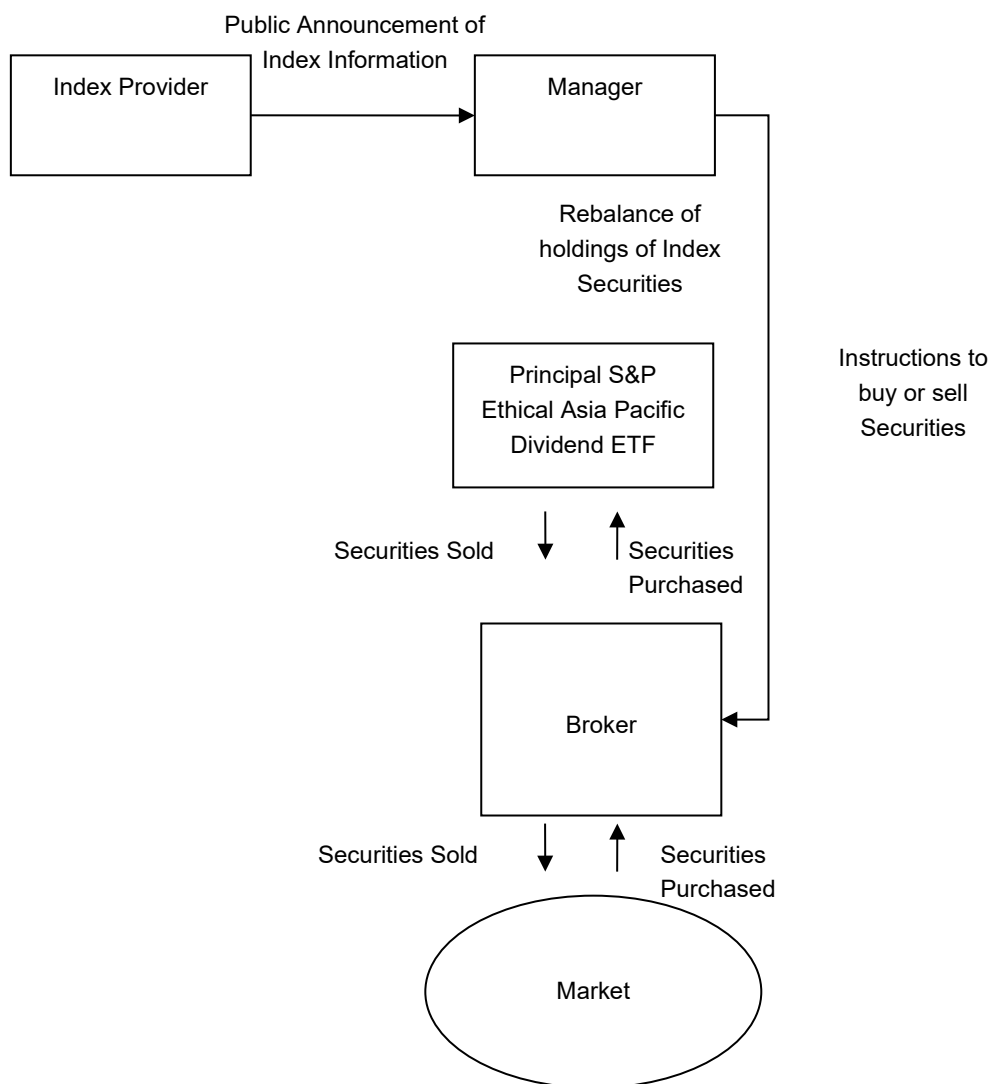 Public Announcement of
Index Information
Index Provider
Manager
Rebalance of
holdings of Index
Securities
Principal S&P
Ethical Asia Pacific
Dividend ETF
Instructions to
buy or sell
Securities
Securities Sold
Securities
Purchased
Broker
Securities Sold
Securities
Purchased
Market